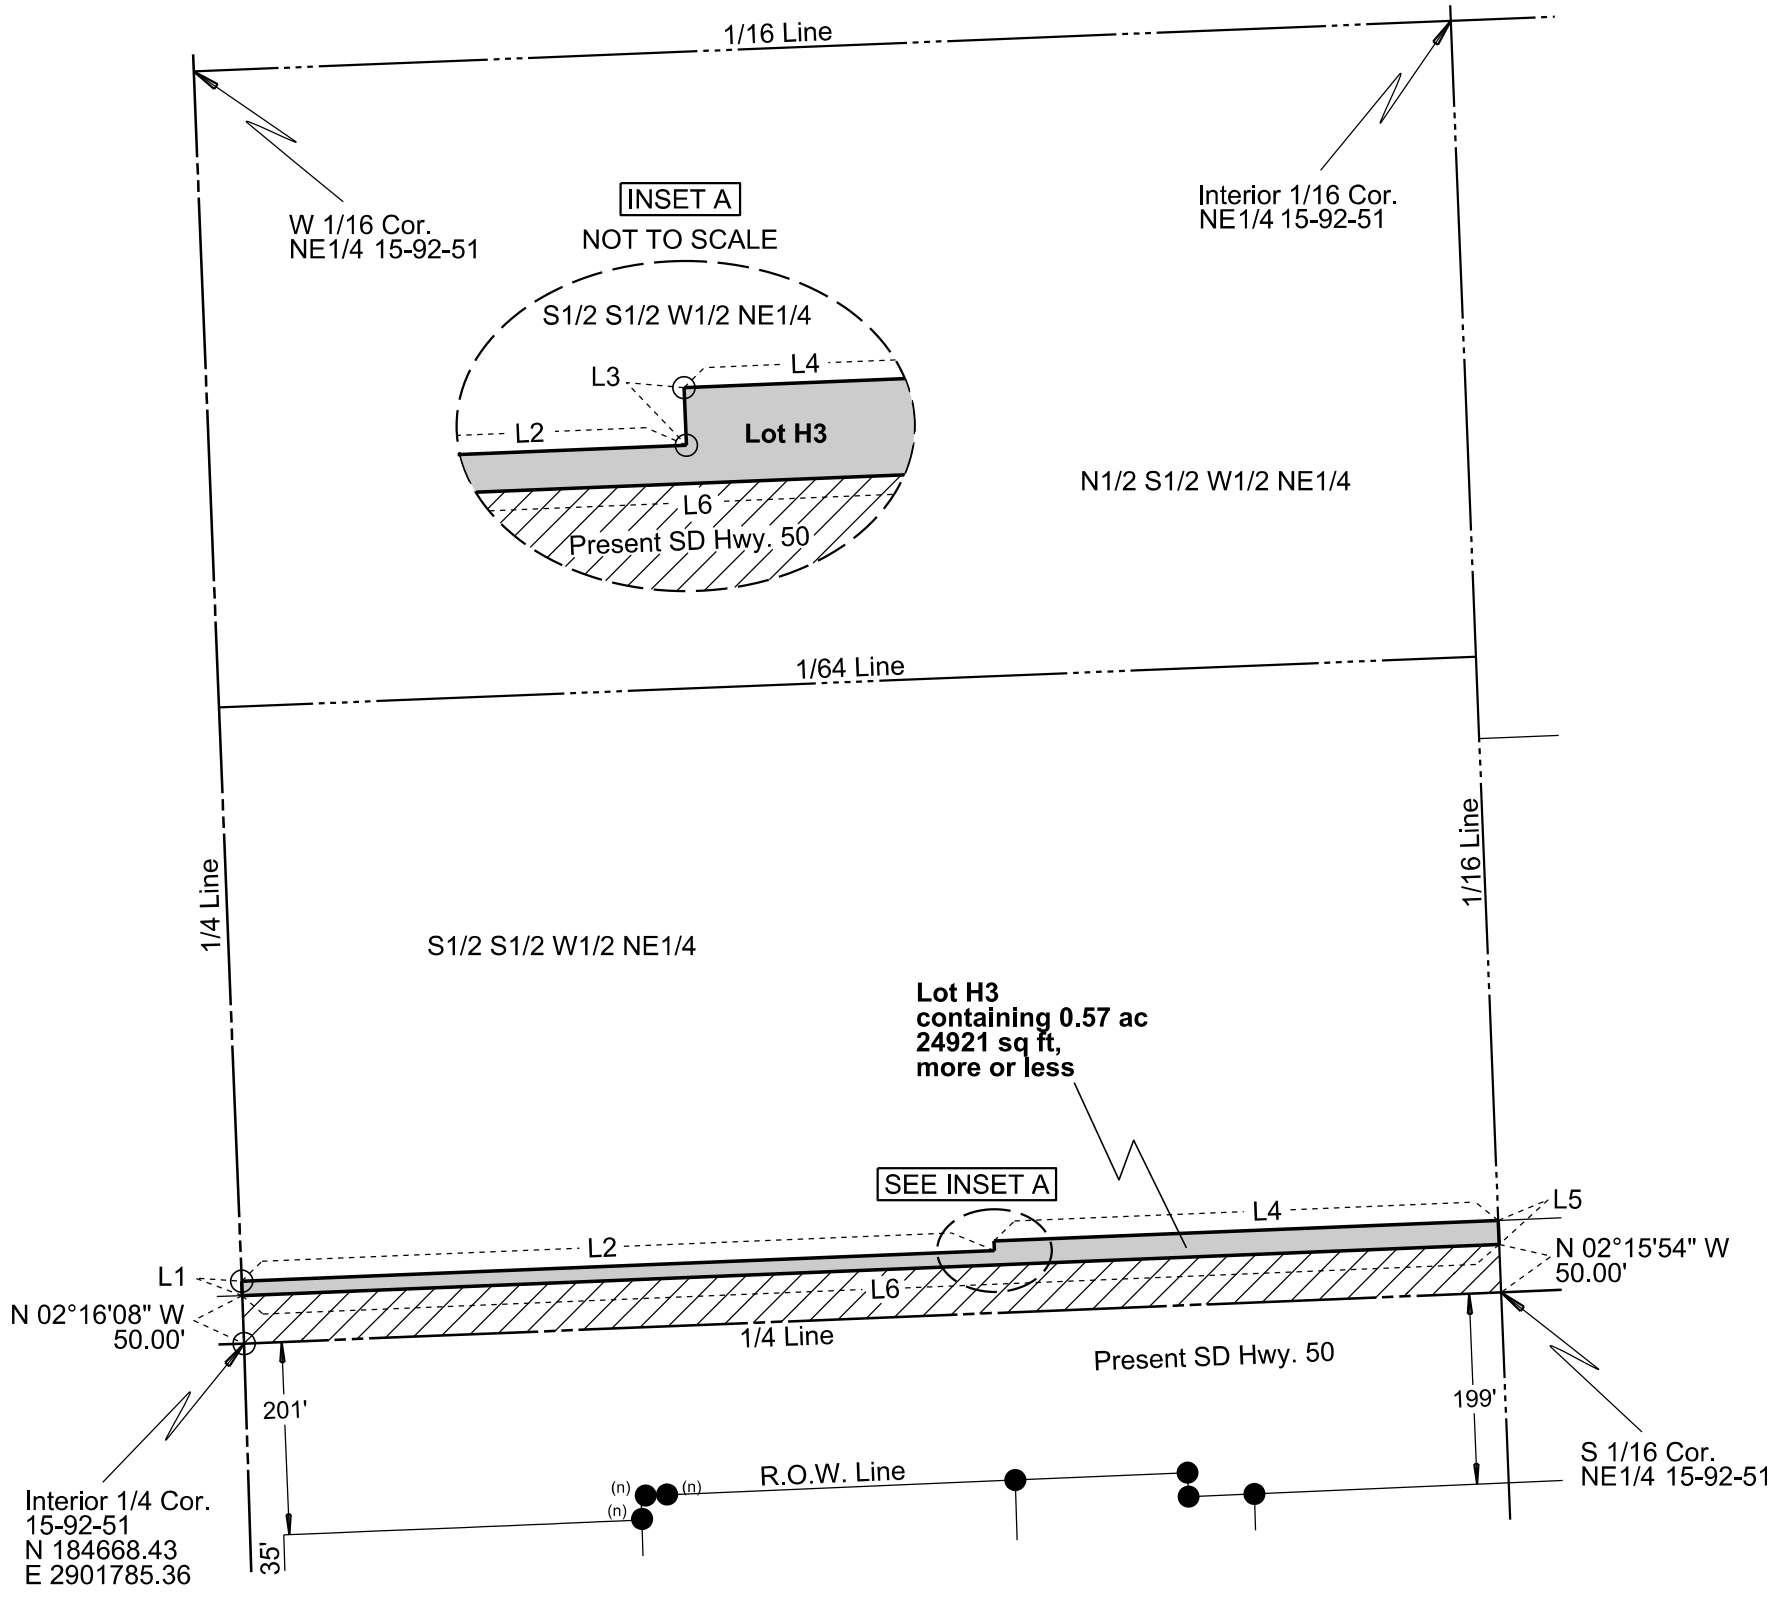 1/16 Line
W 1/16 Cor.
NE1/4 15-92-51
Interior 1/16 Cor.
NE1/4 15-92-51
INSET A
NOT TO SCALE
S1/2 S1/2 W1/2 NE1/4
L3
L4
L2
Lot H3
L6
Present SD Hwy. 50
N1/2 S1/2 W1/2 NE1/4
1/64 Line
1/4 Line
1/16 Line
S1/2 S1/2 W1/2 NE1/4
Lot H3
containing 0.57 ac
24921 sq ft,
more or less
SEE INSET A
L2
L4
L5
L1
L6
N 02°16'08" W
50.00'
N 02°15'54" W
50.00'
1/4 Line
Present SD Hwy. 50
201'
199'
R.O.W. Line
(n)
(n)
(n)
35'
Interior 1/4 Cor.
15-92-51
N 184668.43
E 2901785.36
S 1/16 Cor.
NE1/4 15-92-51